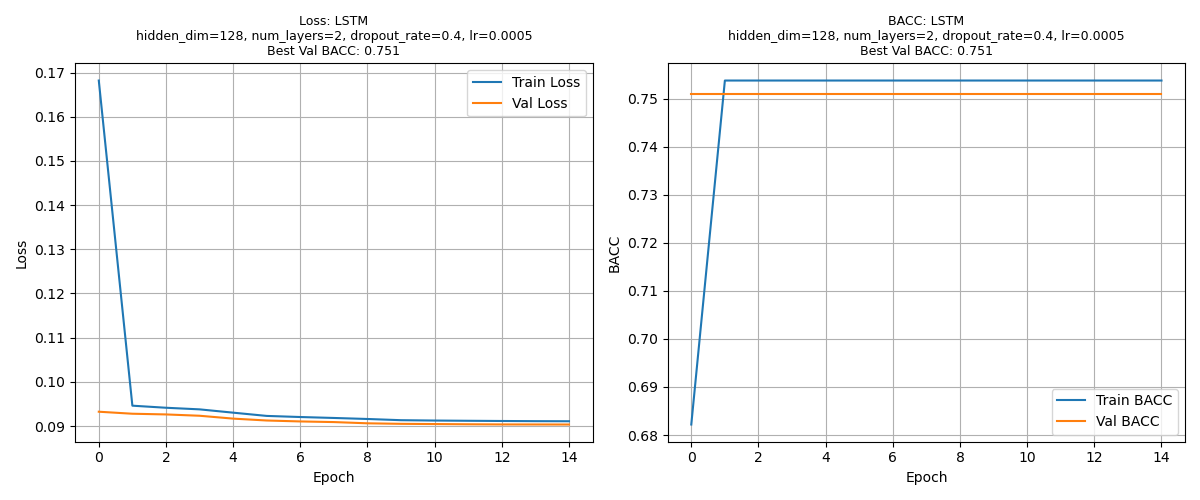 Loss: LSTM
hidden_dim=128, num_layers=2, dropout_rate=0.4, lr=0.0005
Best Val BACC: 0.751
0.17
0.16
0.15
0.14
0.13
0.12
0.11
0.10
0.09
Loss
0 2 4 6 8 10 12 14
Epoch
Train Loss
Val Loss
BACC: LSTM
hidden_dim=128, num_layers=2, dropout_rate=0.4, lr=0.0005
Best Val BACC: 0.751
0.75
0.74
0.73
0.72
0.71
0.70
0.69
0.68
BACC
0 2 4 6 8 10 12 14
Epoch
Train BACC
Val BACC